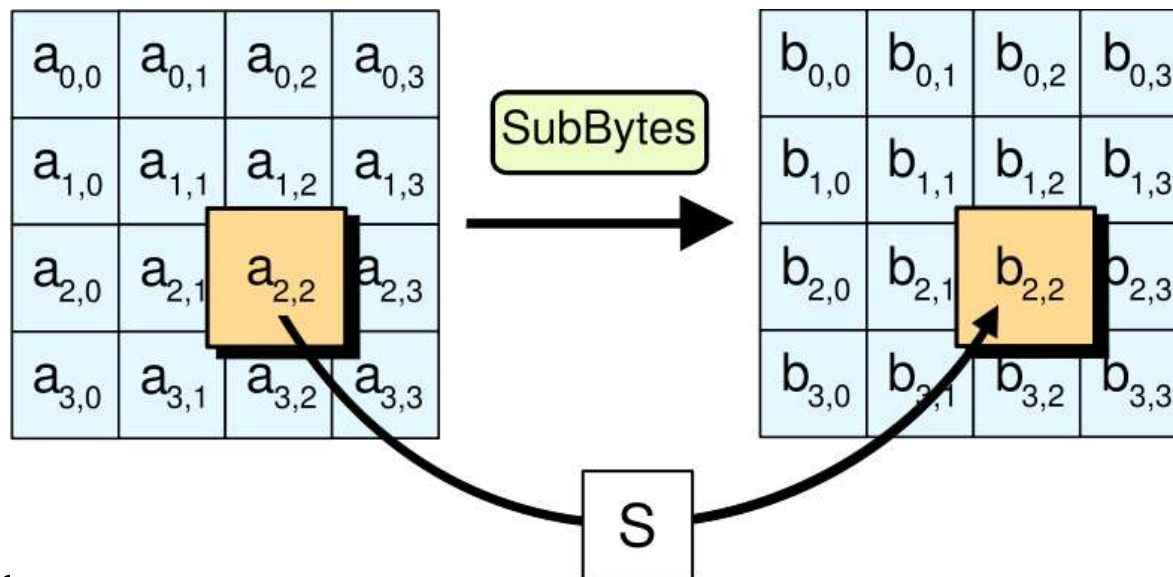 a0,0 a0,1 a0,2 a0,3 b0,0 b0,1 b0,2 b0,3
SubBytes
a1,0 a1,1 a1,2 a1,3 b1,0 b1,1 b1,2 b1,3
a2,0 a2,1 a2,2 a2,3 b2,0 b2,1 b2,2 b2,3
a3,0 a3,1 a3,2 a3,3 b3,0 b3,1 b3,2 b3,3
S